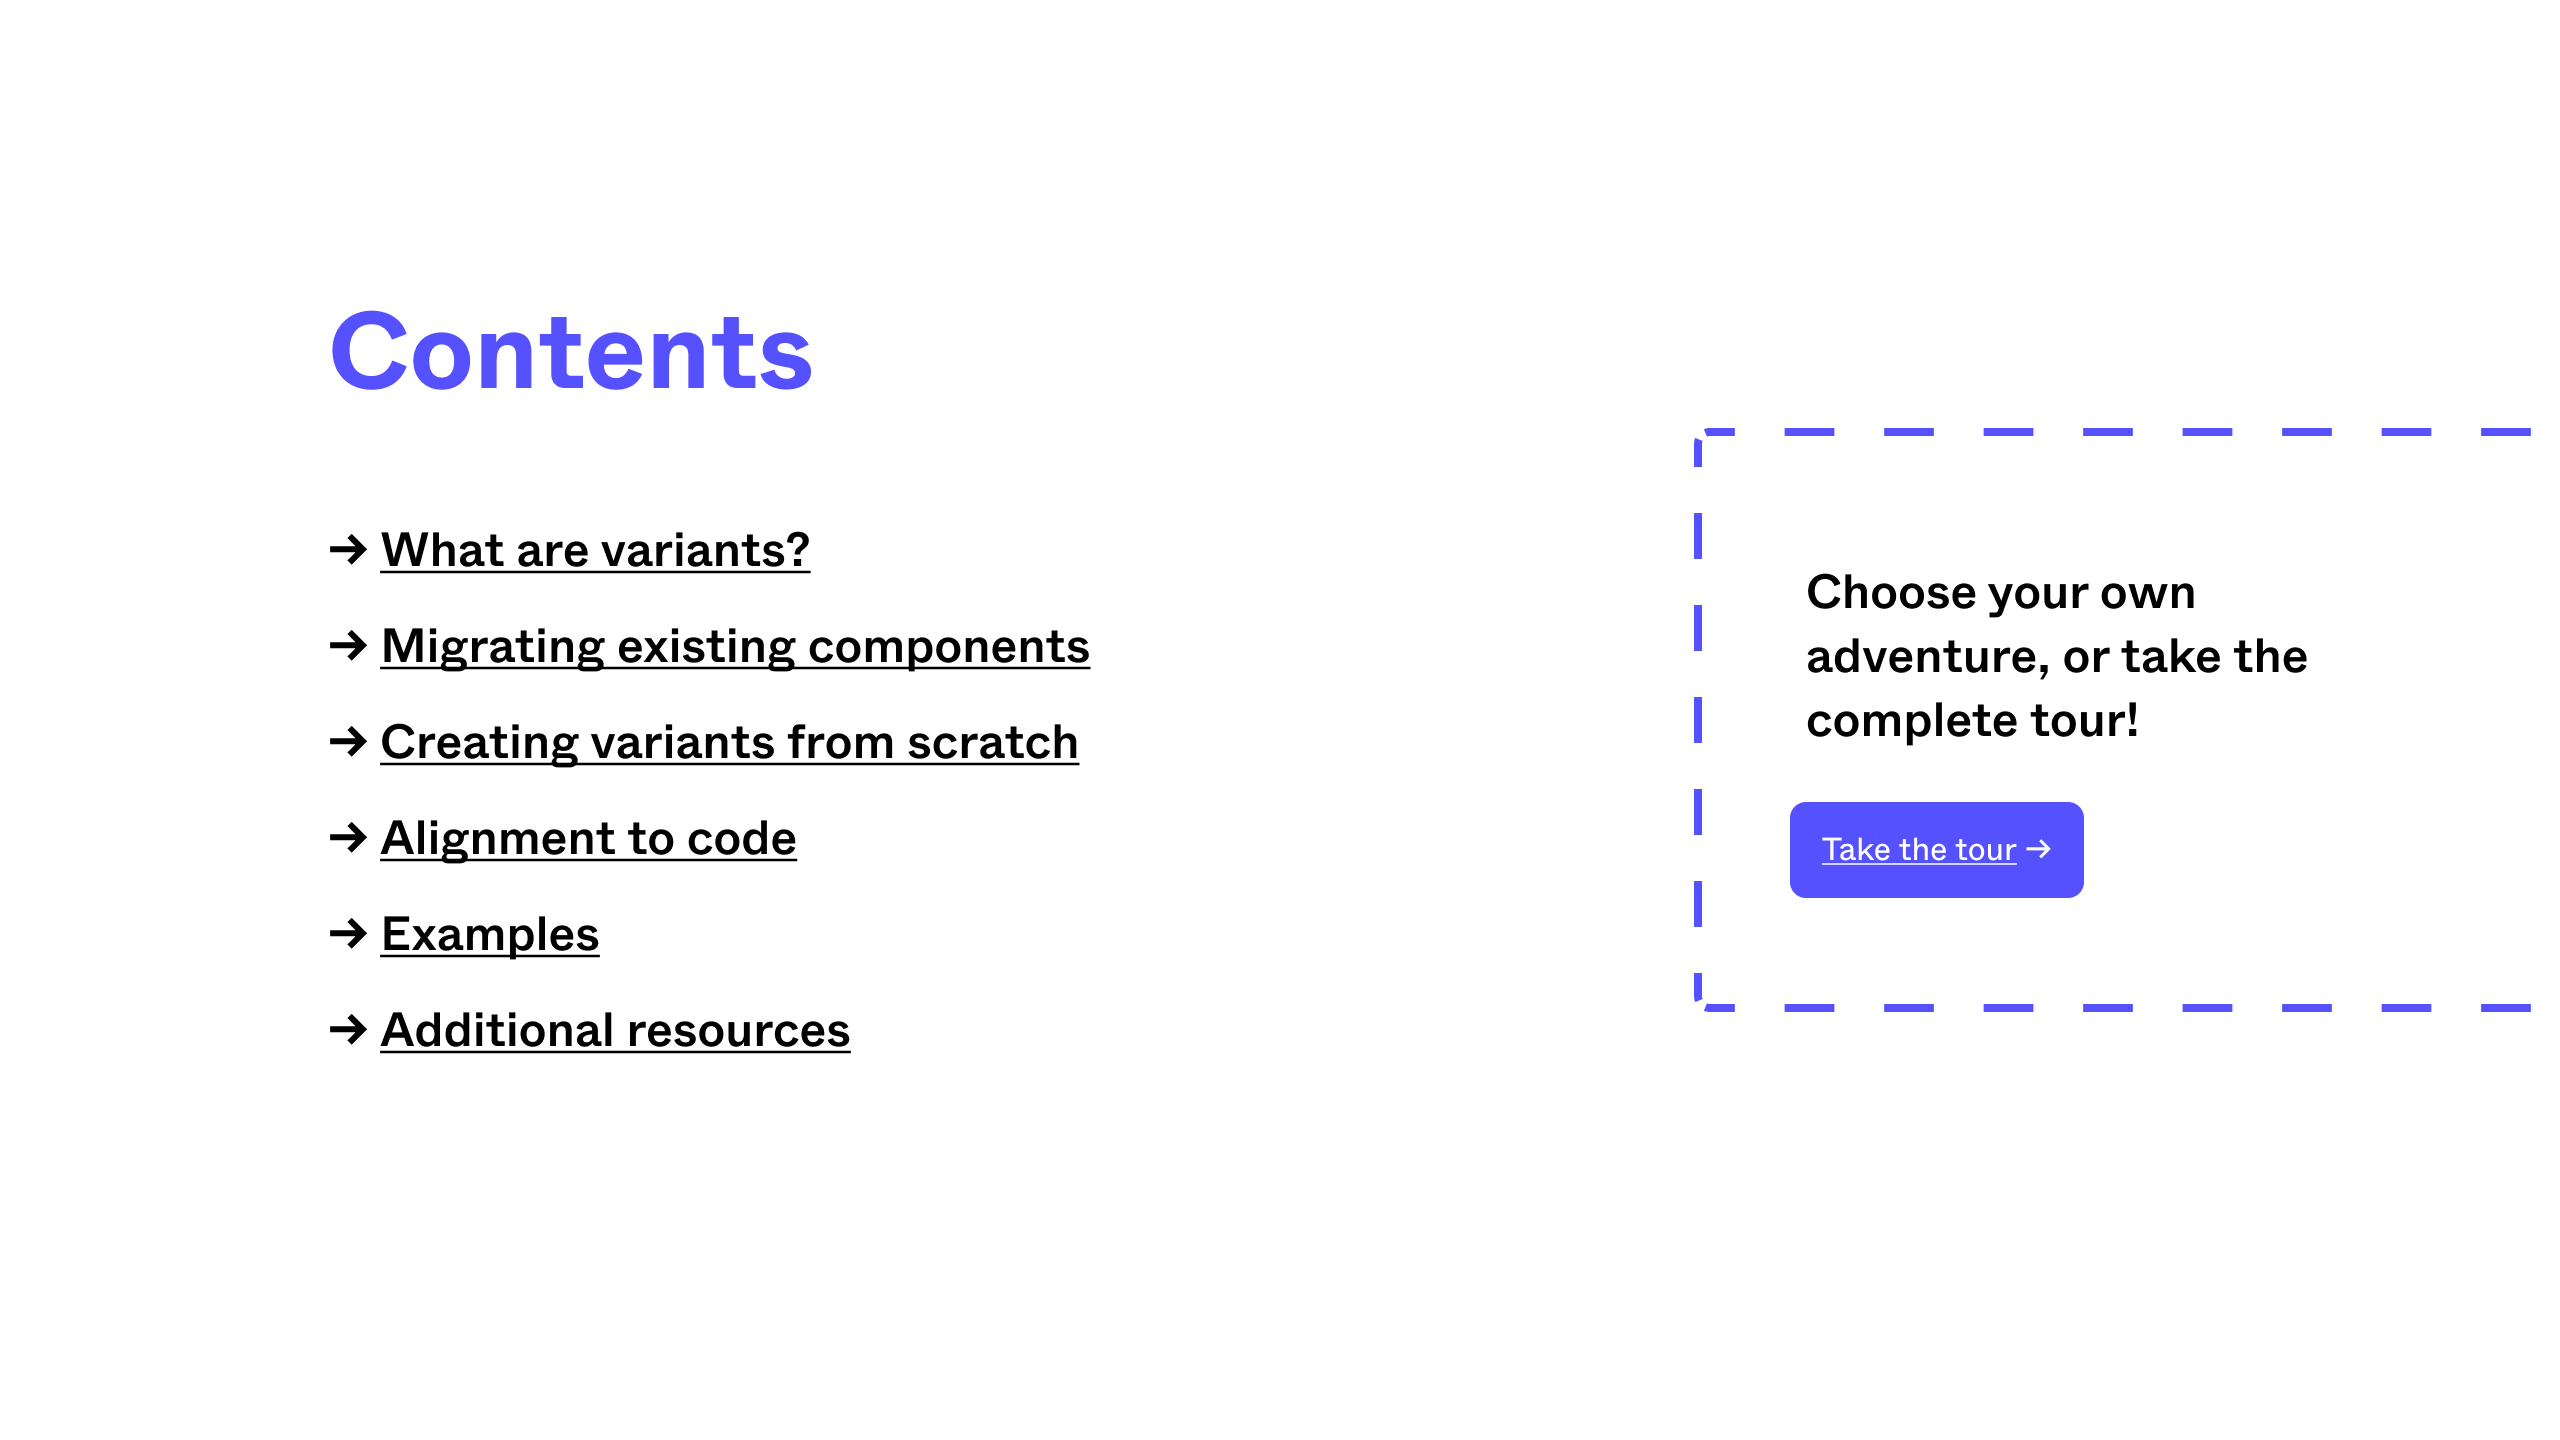 Contents
→ What are variants?
→ Migrating existing components
→ Creating variants from scratch
→ Alignment to code
→ Examples
→ Additional resources
Choose your own
adventure, or take the
complete tour!
Take the tour →